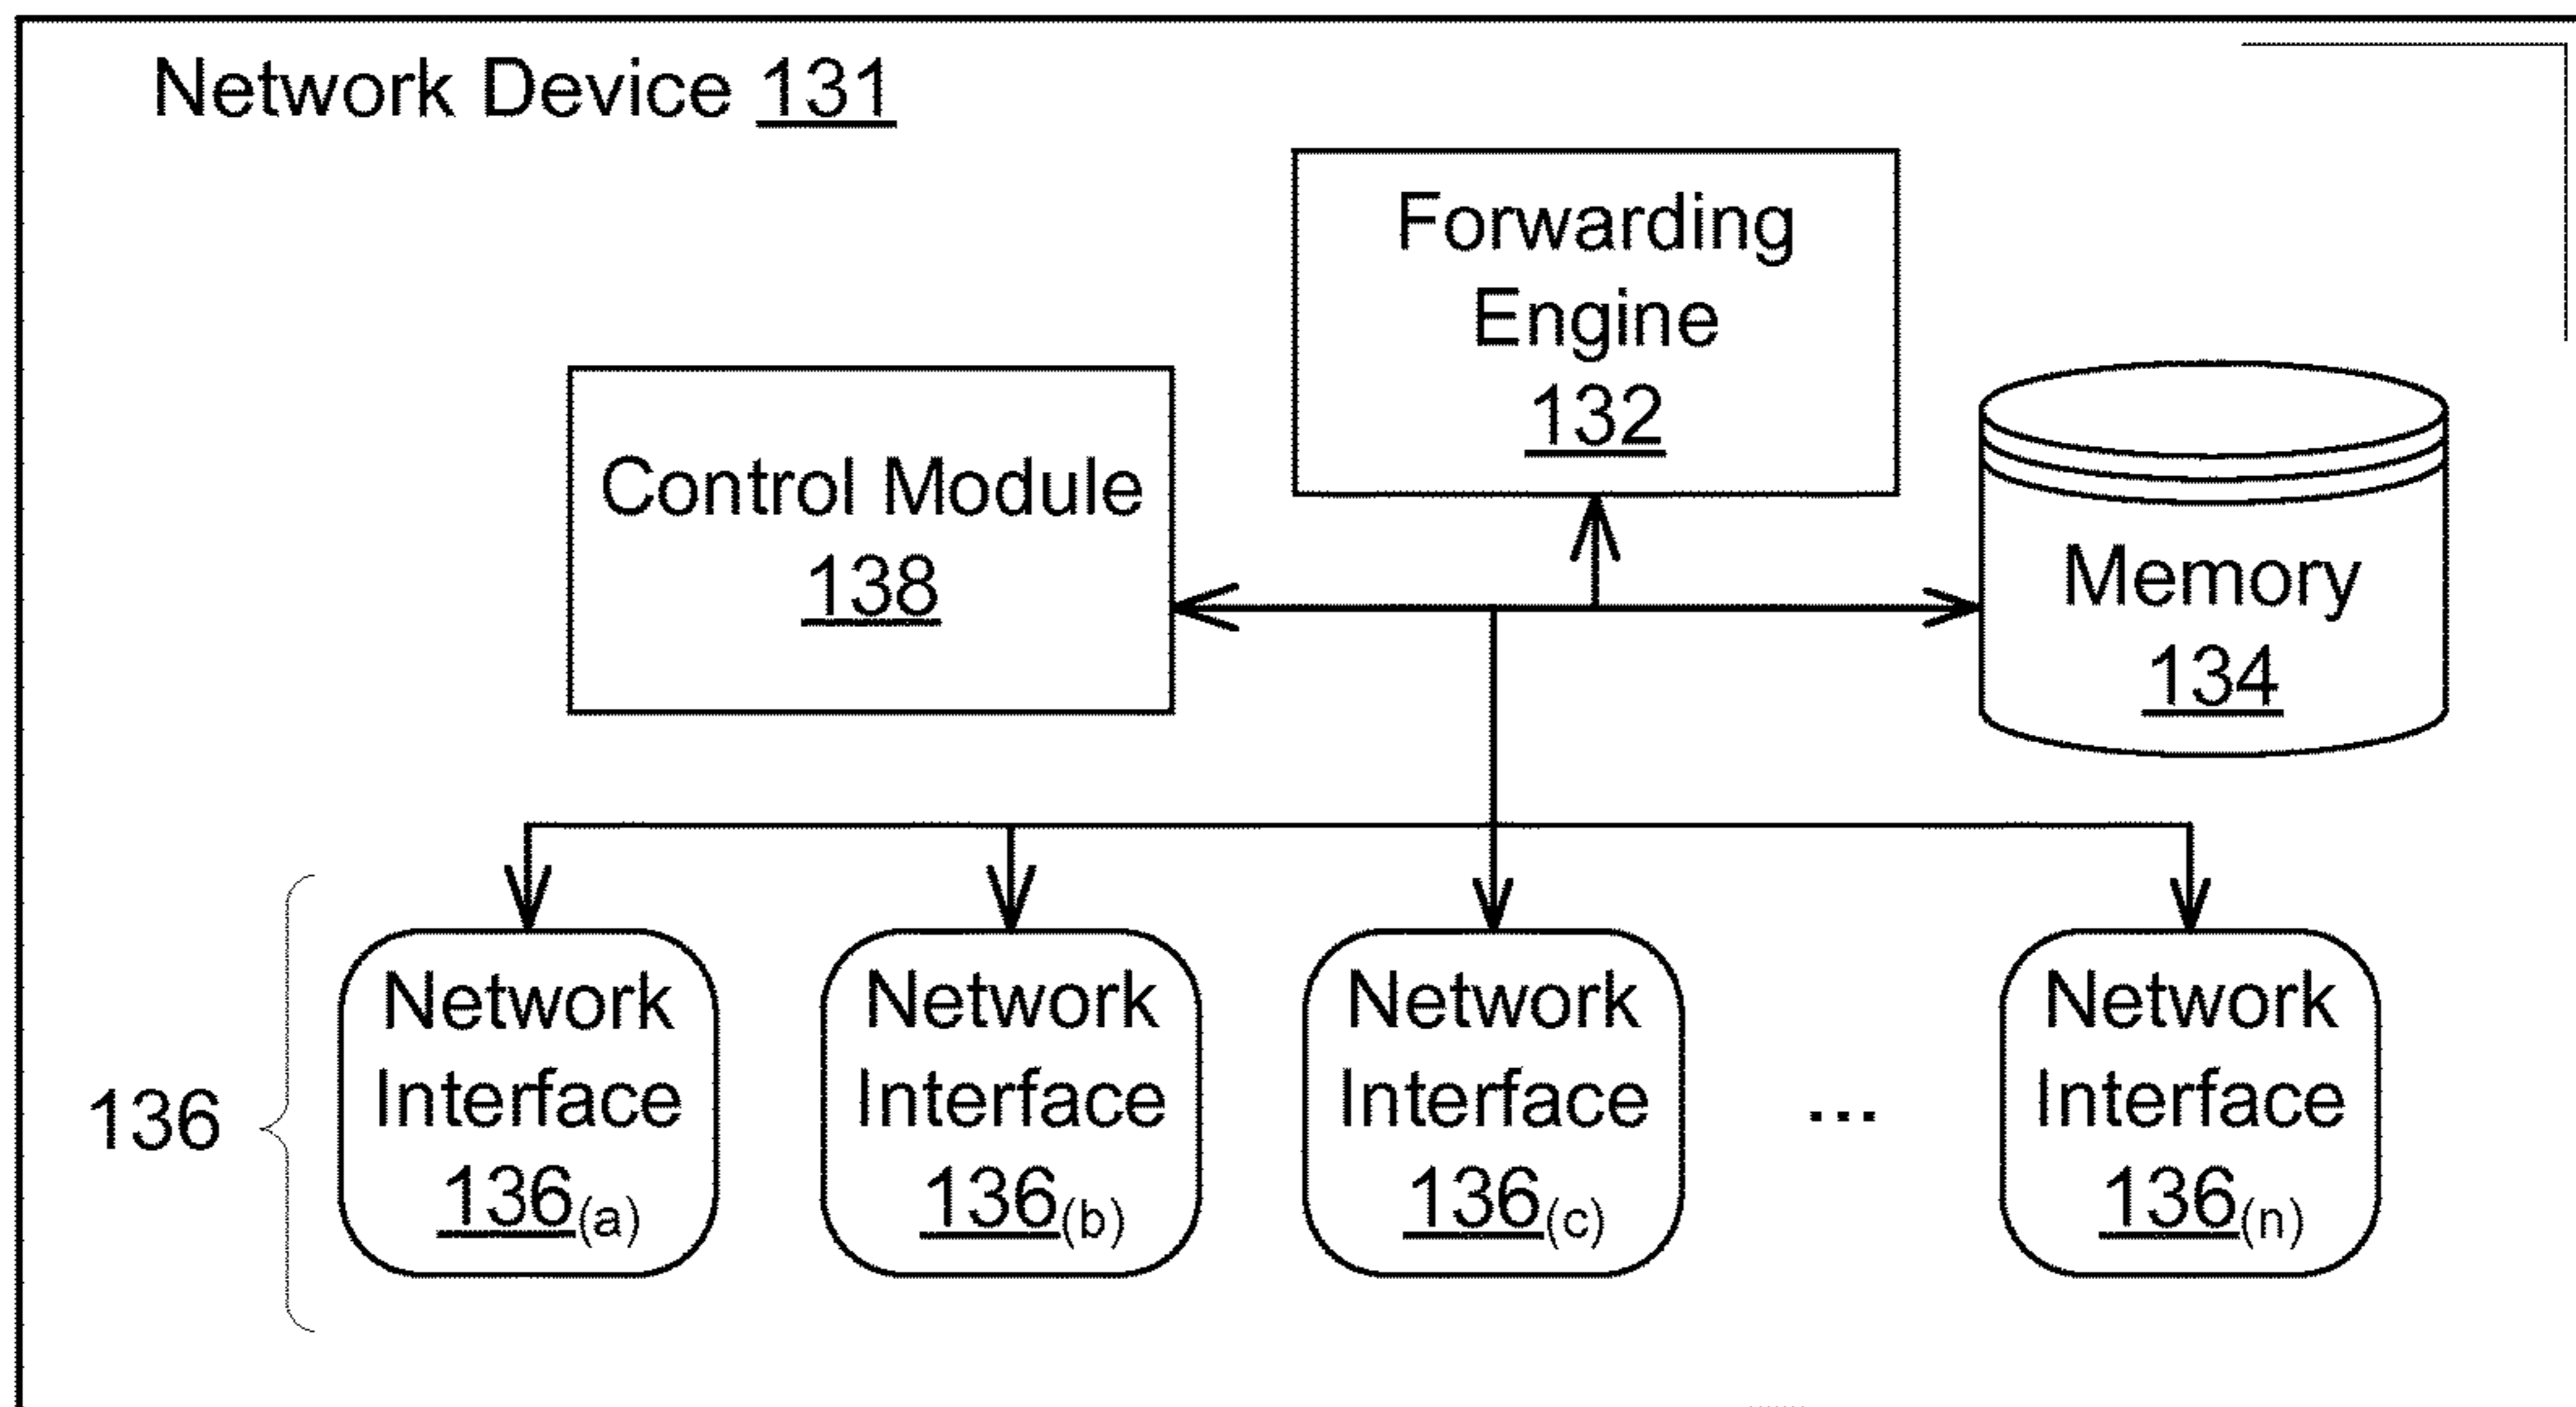 Network Device 131
Forwarding
Engine
132
Control Module
138
Memory
134
136
Network
Interface
136(a)
Network
Interface
136(b)
Network
Interface
136(c)
...
Network
Interface
136(n)